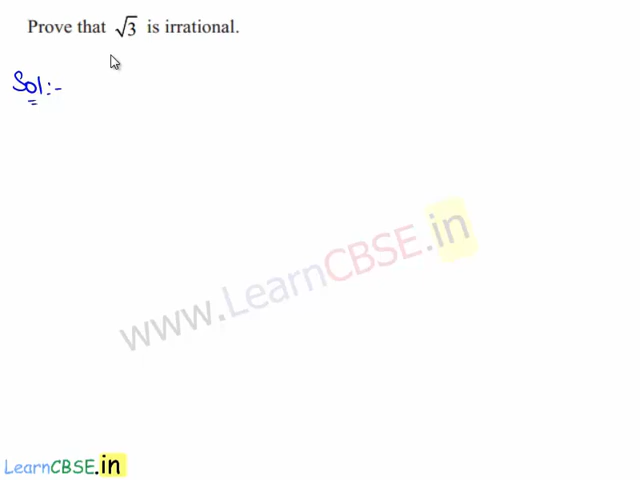 Prove that √3 is irrational.
Sol:-
www.LearnCBSE.in
LearnCBSE.in